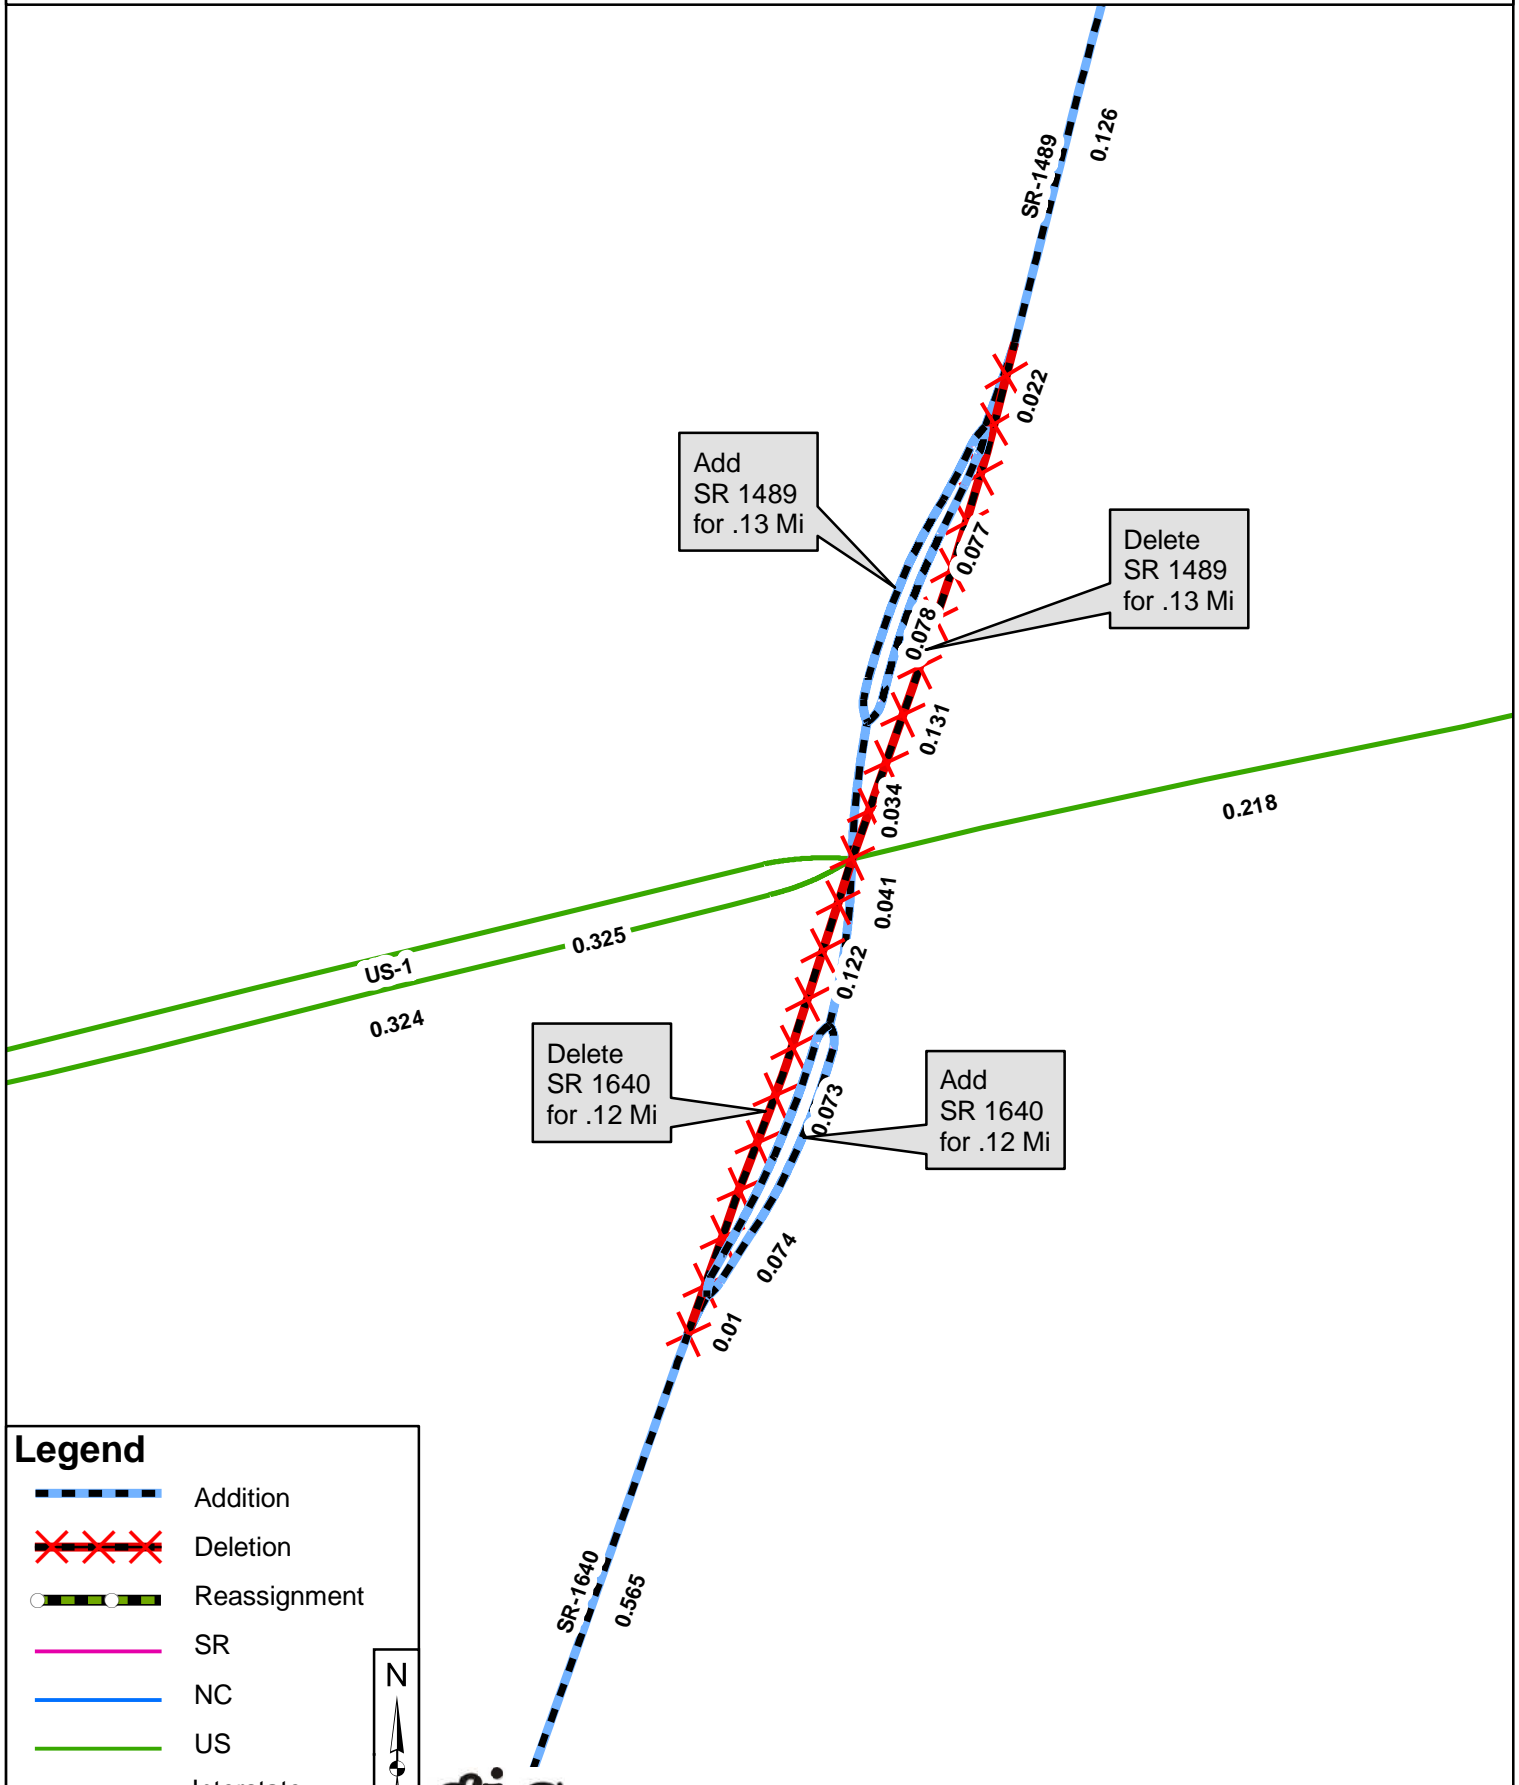 SR-1489
0.126
0.022
Add
SR 1489
for .13 Mi
0.077
Delete
SR 1489
for .13 Mi
0.078
0.131
0.034
0.218
0.041
0.325
US-1
0.122
0.324
Delete
SR 1640
for .12 Mi
0.073
Add
SR 1640
for .12 Mi
0.074
0.01
SR-1640
0.565
Legend
Addition
Deletion
Reassignment
SR
NC
US
Interstate
N